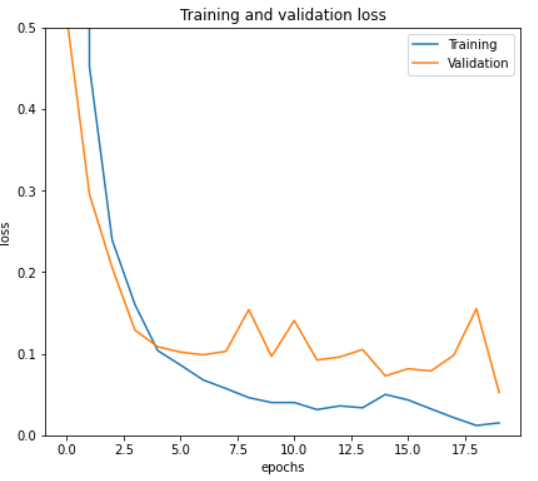 Training and validation loss
0.5
0.4
0.3
0.2
0.1
0.0
loss
Training
Validation
0.0 2.5 5.0 7.5 10.0 12.5 15.0 17.5
epochs